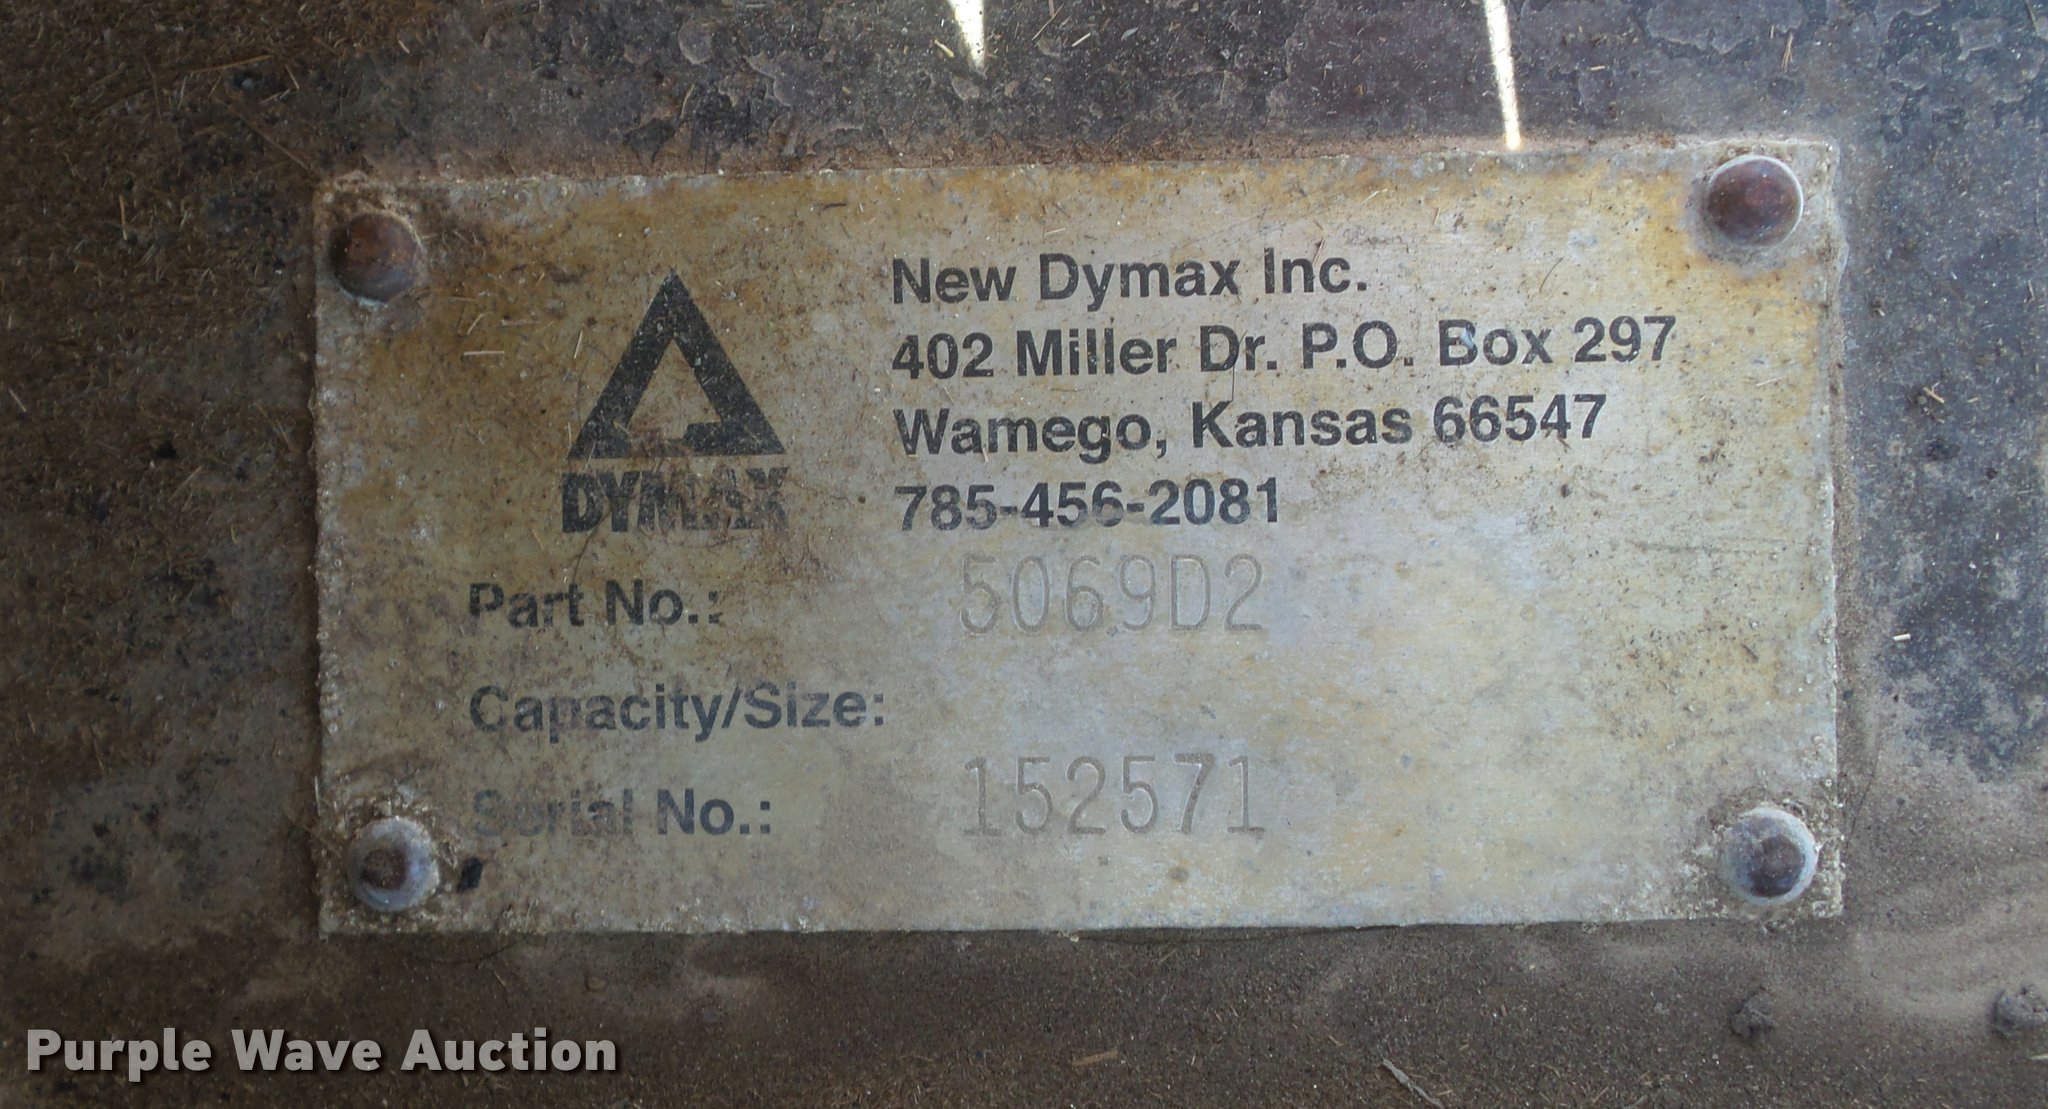 New Dymax Inc.
402 Miller Dr. P.O. Box 297
Wamego, Kansas 66547
785-456-2081
DYMAX
Part No.: 5069D2
Capacity/Size:
Serial No.: 152571
Purple Wave Auction